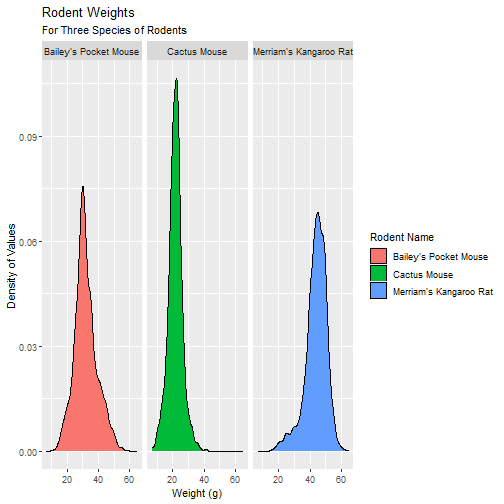 Rodent Weights
For Three Species of Rodents
Bailey's Pocket Mouse Cactus Mouse Merriam's Kangaroo Rat
0.09
0.06
0.03
0.00
Density of Values
20 40 60 20 40 60 20 40 60
Weight (g)
Rodent Name
Bailey's Pocket Mouse
Cactus Mouse
Merriam's Kangaroo Rat